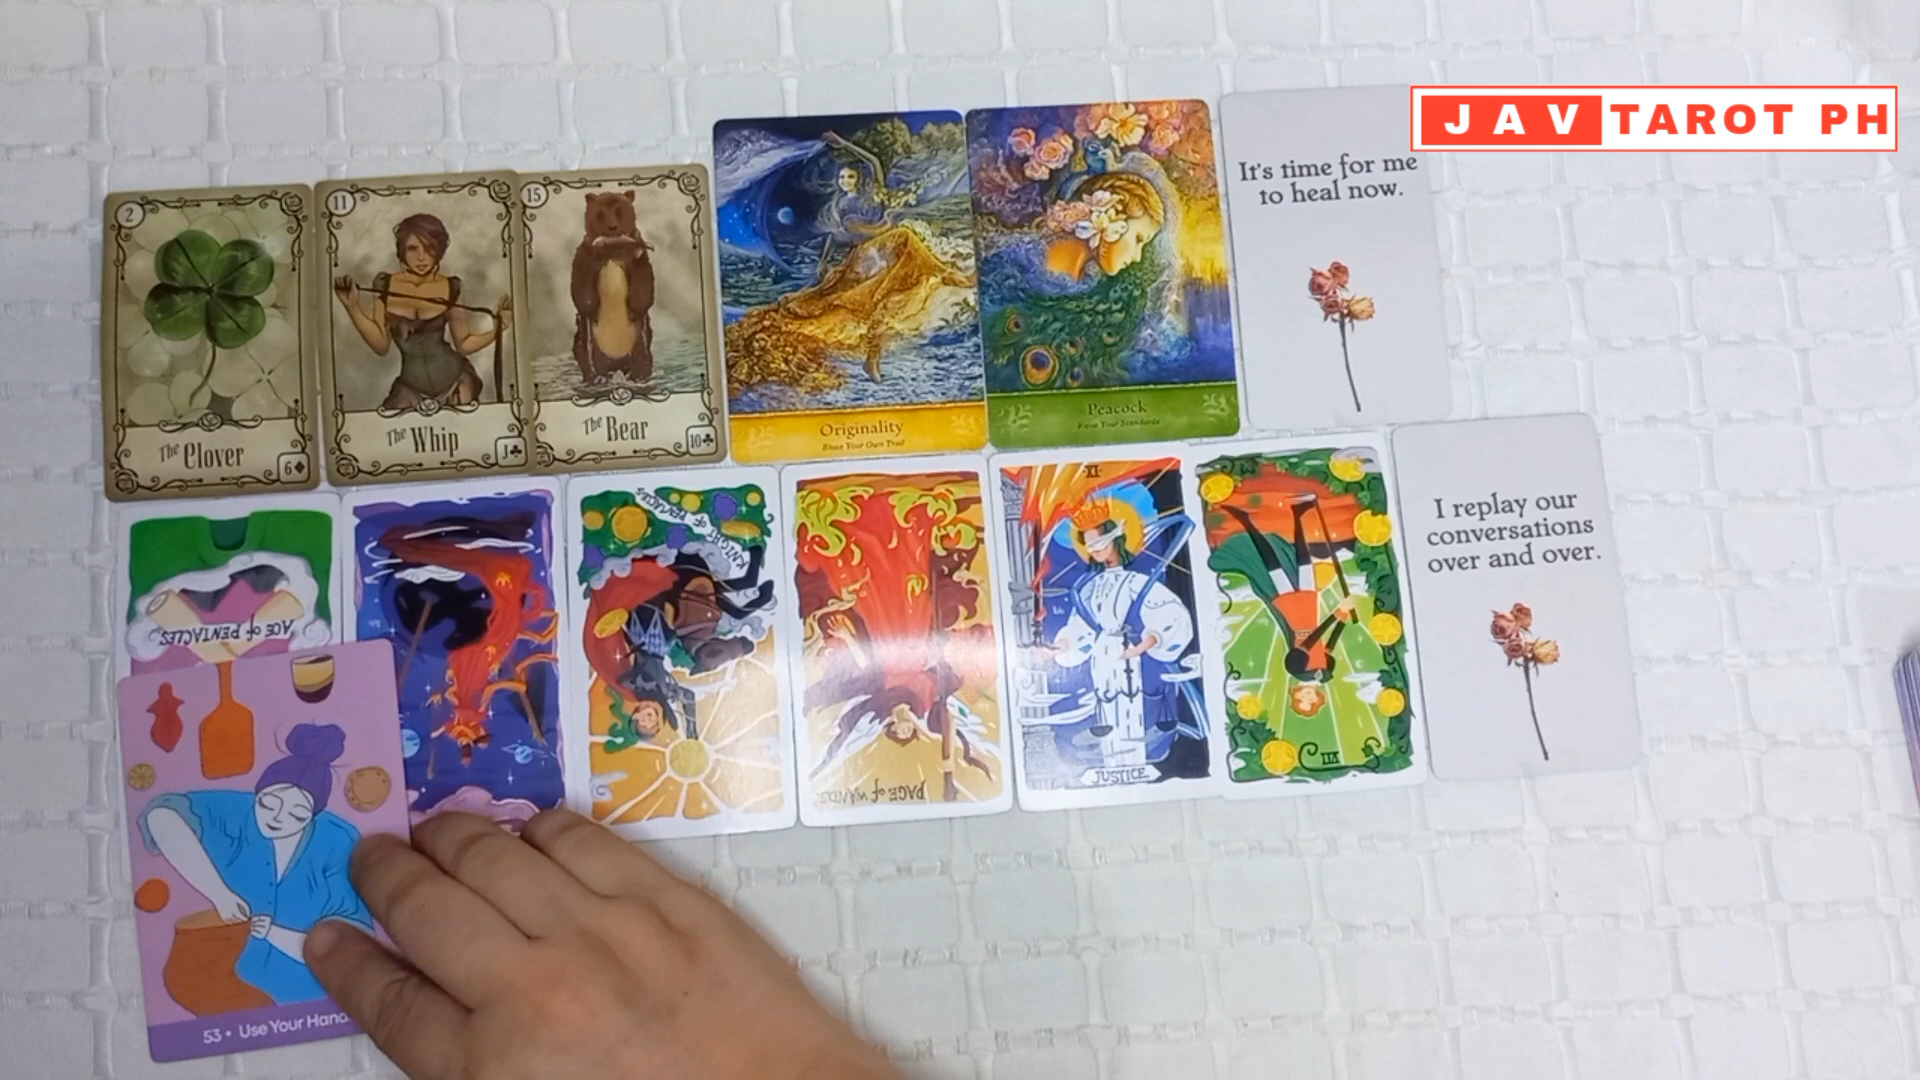 JAV TAROT PH
2
The Clover
6
11
The Whip
J
15
The Bear
10
Originality
Blaze Your Own Trail
Peacock
Raise Your Standards
It's time for me
to heal now.
ACE of PENTACLES
KNIGHT of PENTACLES
PAGE of WANDS
XI
JUSTICE
VII
I replay our
conversations
over and over.
53 • Use Your Hand